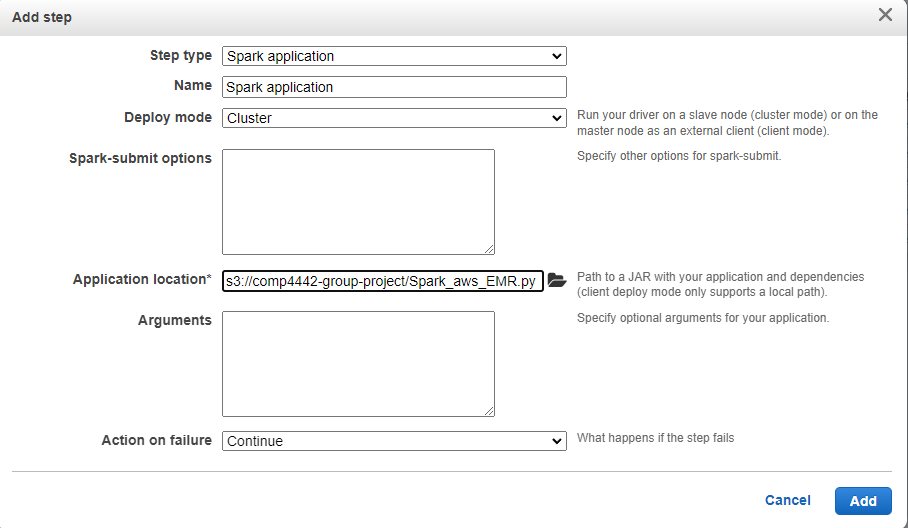 Add step
Step type
Spark application
Name
Spark application
Deploy mode
Cluster
Run your driver on a slave node (cluster mode) or on the
master node as an external client (client mode).
Spark-submit options
Specify other options for spark-submit.
Application location*
s3://comp4442-group-project/Spark_aws_EMR.py
Path to a JAR with your application and dependencies
(client deploy mode only supports a local path).
Arguments
Specify optional arguments for your application.
Action on failure
Continue
What happens if the step fails
Cancel
Add